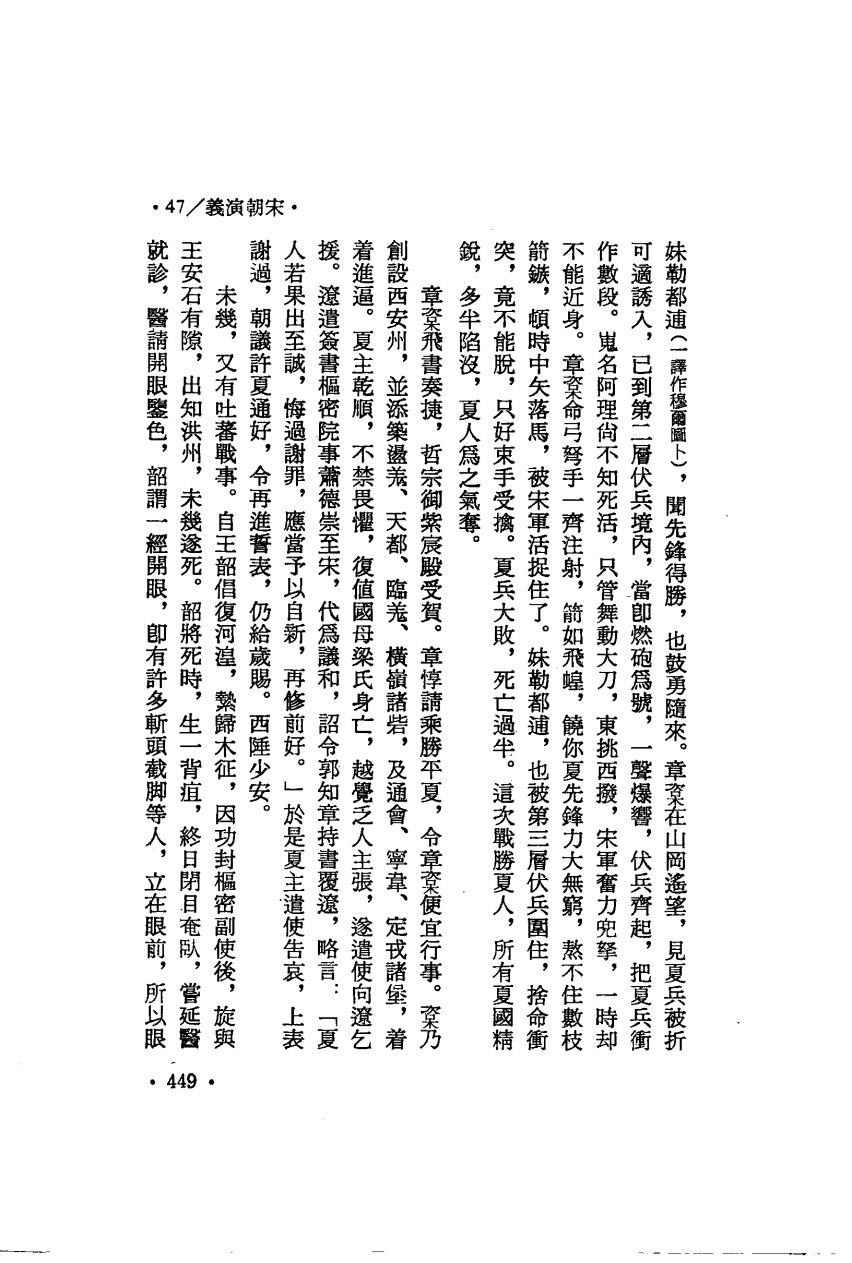 ·47／義演朝宋·
妹勒都逋（一譯作穆爾圖卜），聞先鋒得勝，也鼓勇隨來。章楶在山岡遙望，見夏兵被折
可適誘入，已到第二層伏兵境內，當卽燃砲爲號，一聲爆響，伏兵齊起，把夏兵衝
作數段。嵬名阿理尙不知死活，只管舞動大刀，東挑西撥，宋軍奮力兜拏，一時却
不能近身。章楶命弓弩手一齊注射，箭如飛蝗，饒你夏先鋒力大無窮，熬不住數枝
箭鏃，頓時中矢落馬，被宋軍活捉住了。妹勒都逋，也被第三層伏兵圍住，捨命衝
突，竟不能脫，只好束手受擒。夏兵大敗，死亡過半。這次戰勝夏人，所有夏國精
銳，多半陷沒，夏人爲之氣奪。
章楶飛書奏捷，哲宗御紫宸殿受賀。章惇請乘勝平夏，令章楶便宜行事。楶乃
創設西安州，並添築盪羌、天都、臨羌、橫嶺諸砦，及通會、寧韋、定戎諸堡，着
着進逼。夏主乾順，不禁畏懼，復値國母梁氏身亡，越覺乏人主張，遂遣使向遼乞
援。遼遣簽書樞密院事蕭德崇至宋，代爲議和，詔令郭知章持書覆遼，略言：「夏
人若果出至誠，悔過謝罪，應當予以自新，再修前好。」於是夏主遣使告哀，上表
謝過，朝議許夏通好，令再進誓表，仍給歲賜。西陲少安。
未幾，又有吐蕃戰事。自王韶倡復河湟，縶歸木征，因功封樞密副使後，旋與
王安石有隙，出知洪州，未幾遂死。韶將死時，生一背疽，終日閉目奄臥，嘗延醫
就診，醫請開眼鑒色，韶謂一經開眼，卽有許多斬頭截脚等人，立在眼前，所以眼
·449·